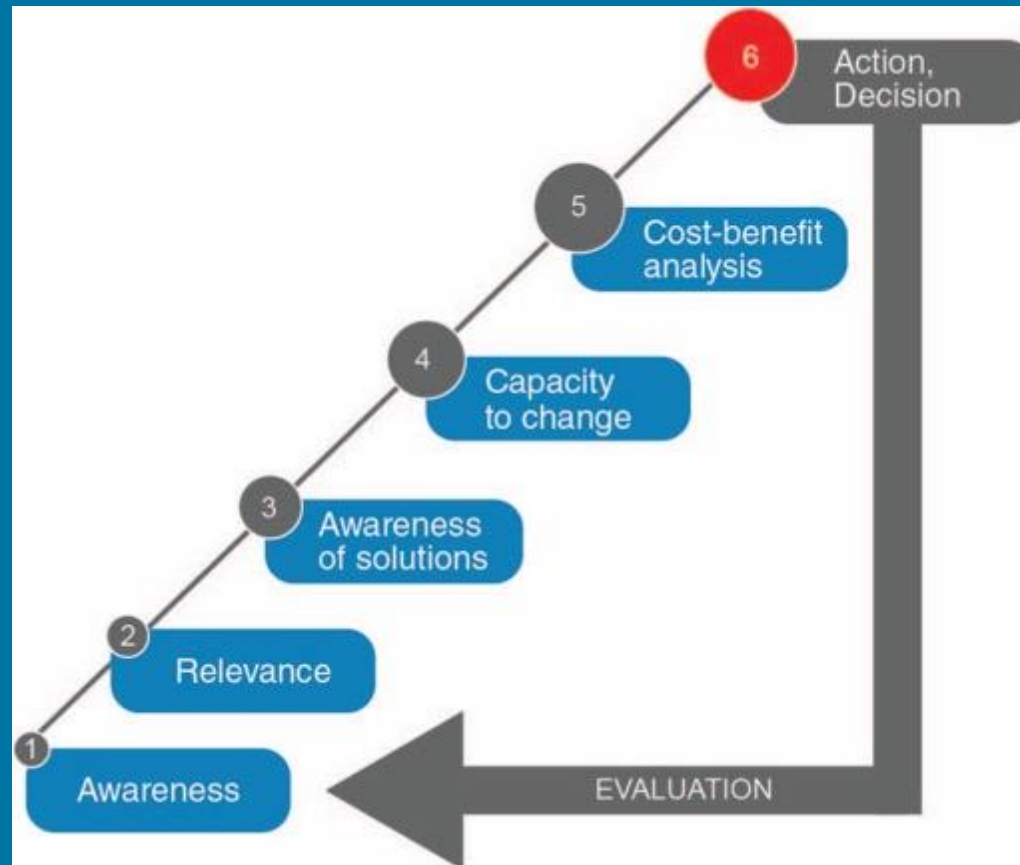 6
Action,
Decision
5
Cost-benefit
analysis
4
Capacity
to change
3
Awareness
of solutions
2
Relevance
1
Awareness
EVALUATION